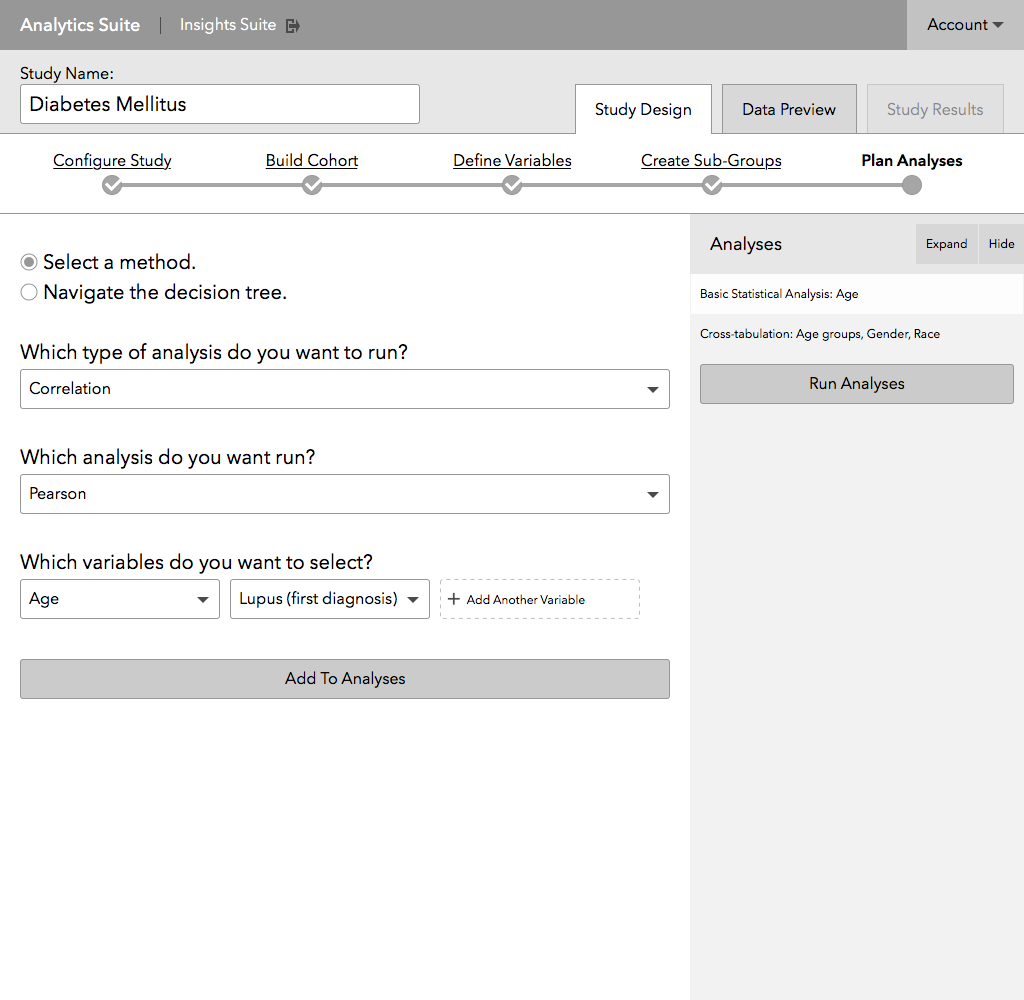 Analytics Suite | Insights Suite
Account
Study Name:
Diabetes Mellitus
Study Design
Data Preview
Study Results
Configure Study
Build Cohort
Define Variables
Create Sub-Groups
Plan Analyses
Select a method.
Navigate the decision tree.
Which type of analysis do you want to run?
Correlation
Which analysis do you want run?
Pearson
Which variables do you want to select?
Age
Lupus (first diagnosis)
+ Add Another Variable
Add To Analyses
Analyses
Expand
Hide
Basic Statistical Analysis: Age
Cross-tabulation: Age groups, Gender, Race
Run Analyses